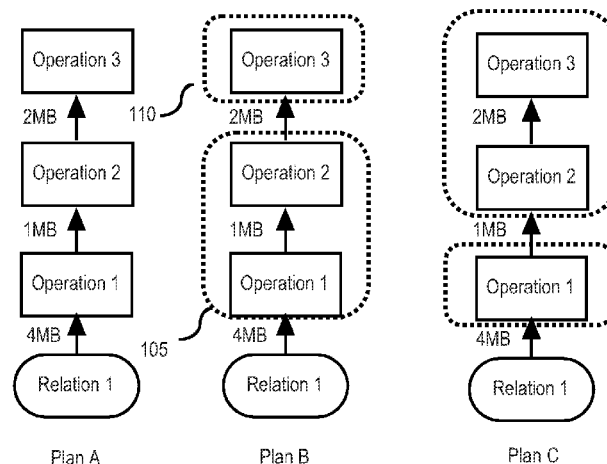 Operation 3
2MB
Operation 2
1MB
Operation 1
4MB
Relation 1
Plan A
110
105
Operation 3
2MB
Operation 2
1MB
Operation 1
4MB
Relation 1
Plan B
Operation 3
2MB
Operation 2
1MB
Operation 1
4MB
Relation 1
Plan C